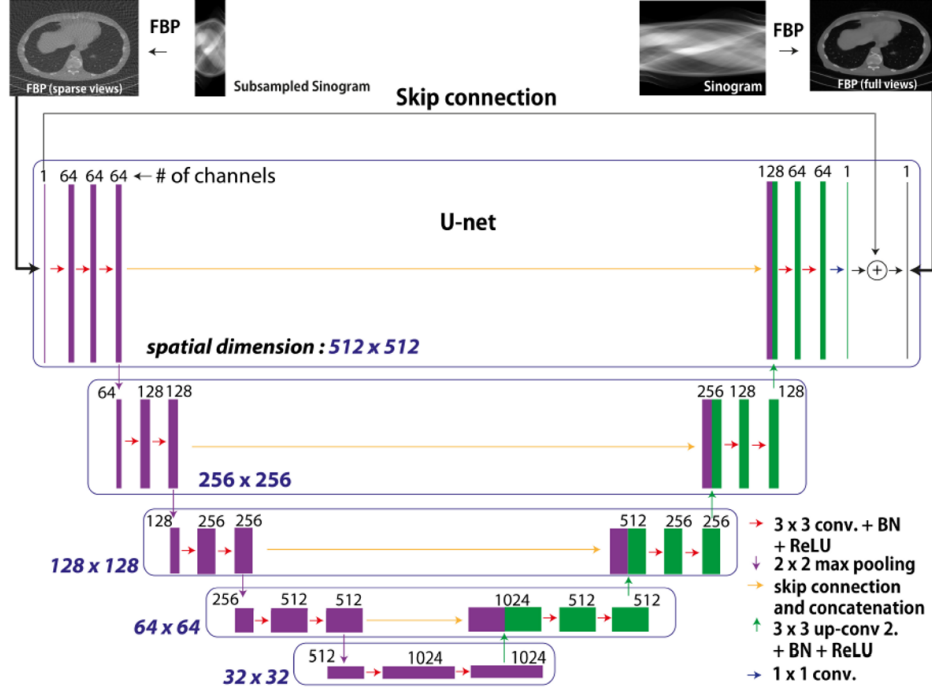 FBP
FBP
FBP (sparse views)
Subsampled Sinogram
Sinogram
FBP (full views)
Skip connection
1 64 64 64 ← # of channels
128 64 64 1 1
U-net
spatial dimension : 512 x 512
64 128 128
256 128 128
256 x 256
128 256 256
512 256 256
128 x 128
256 512 512
1024 512 512
64 x 64
512 1024 1024
32 x 32
3 x 3 conv. + BN
+ ReLU
2 x 2 max pooling
skip connection
and concatenation
3 x 3 up-conv 2.
+ BN + ReLU
1 x 1 conv.